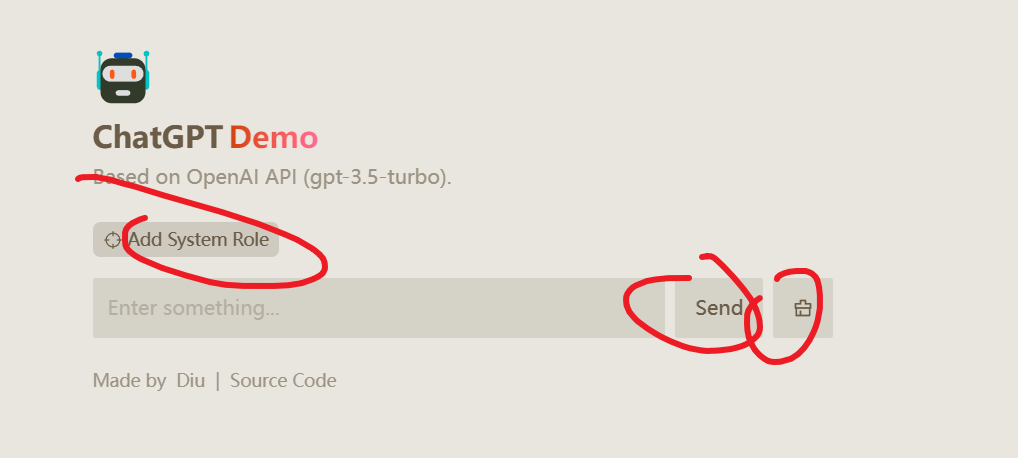 ChatGPT Demo
Based on OpenAI API (gpt-3.5-turbo).
Add System Role
Enter something... Send
Made by Diu | Source Code